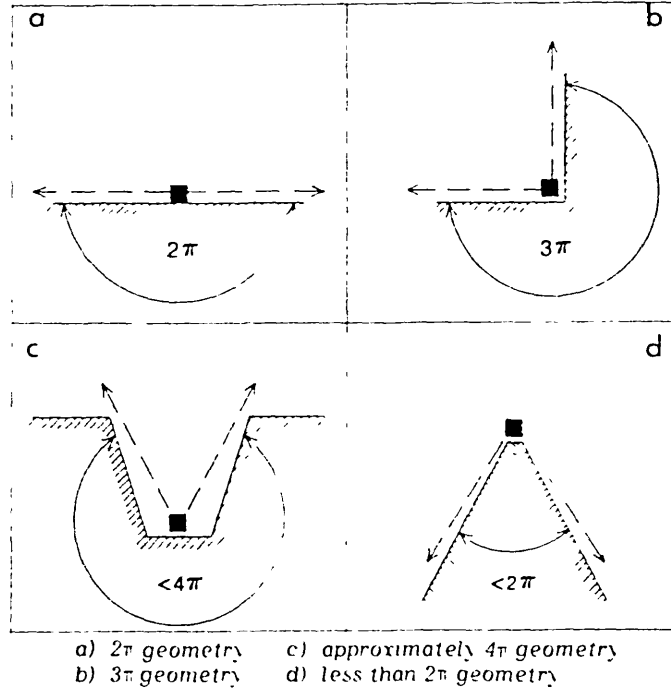 a
b
2π
3π
c
d
<4π
<2π
a) 2π geometry c) approximately 4π geometry
b) 3π geometry d) less than 2π geometry